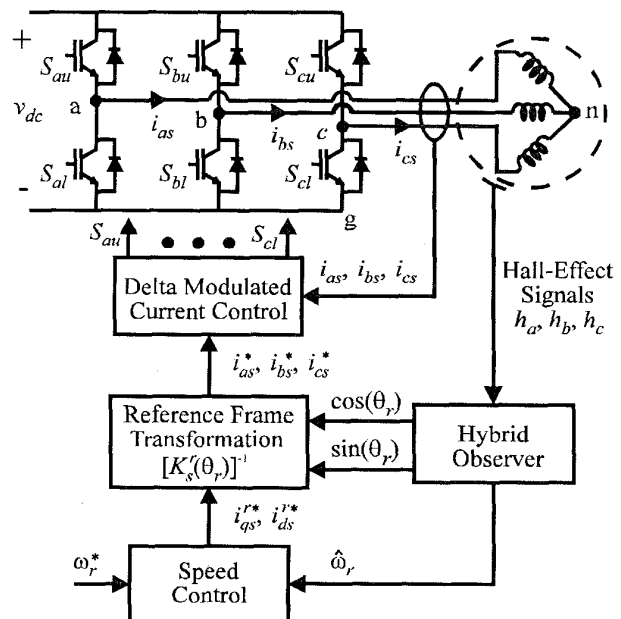 +
S_au
S_bu
S_cu
v_dc
a
b
c
n
i_as
i_bs
i_cs
S_al
S_bl
S_cl
-
g
S_au
• • •
S_cl
i_as, i_bs, i_cs
Delta Modulated
Current Control
Hall-Effect
Signals
h_a, h_b, h_c
i*_as, i*_bs, i*_cs
Reference Frame
Transformation
[K^r_s(θ_r)]^-1
cos(θ_r)
sin(θ_r)
Hybrid
Observer
i^r*_qs, i^r*_ds
ω*_r
Speed
Control
ω̂_r